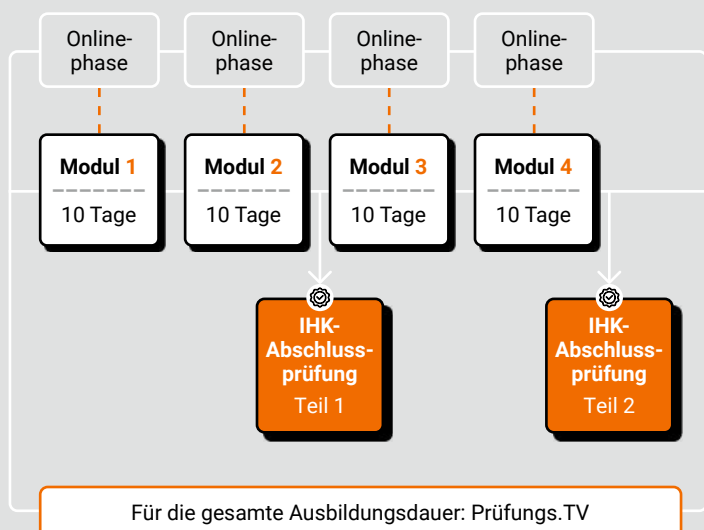 Online-
phase
Online-
phase
Online-
phase
Online-
phase
Modul 1
10 Tage
Modul 2
10 Tage
Modul 3
10 Tage
Modul 4
10 Tage
IHK-
Abschluss-
prüfung
Teil 1
IHK-
Abschluss-
prüfung
Teil 2
Für die gesamte Ausbildungsdauer: Prüfungs.TV